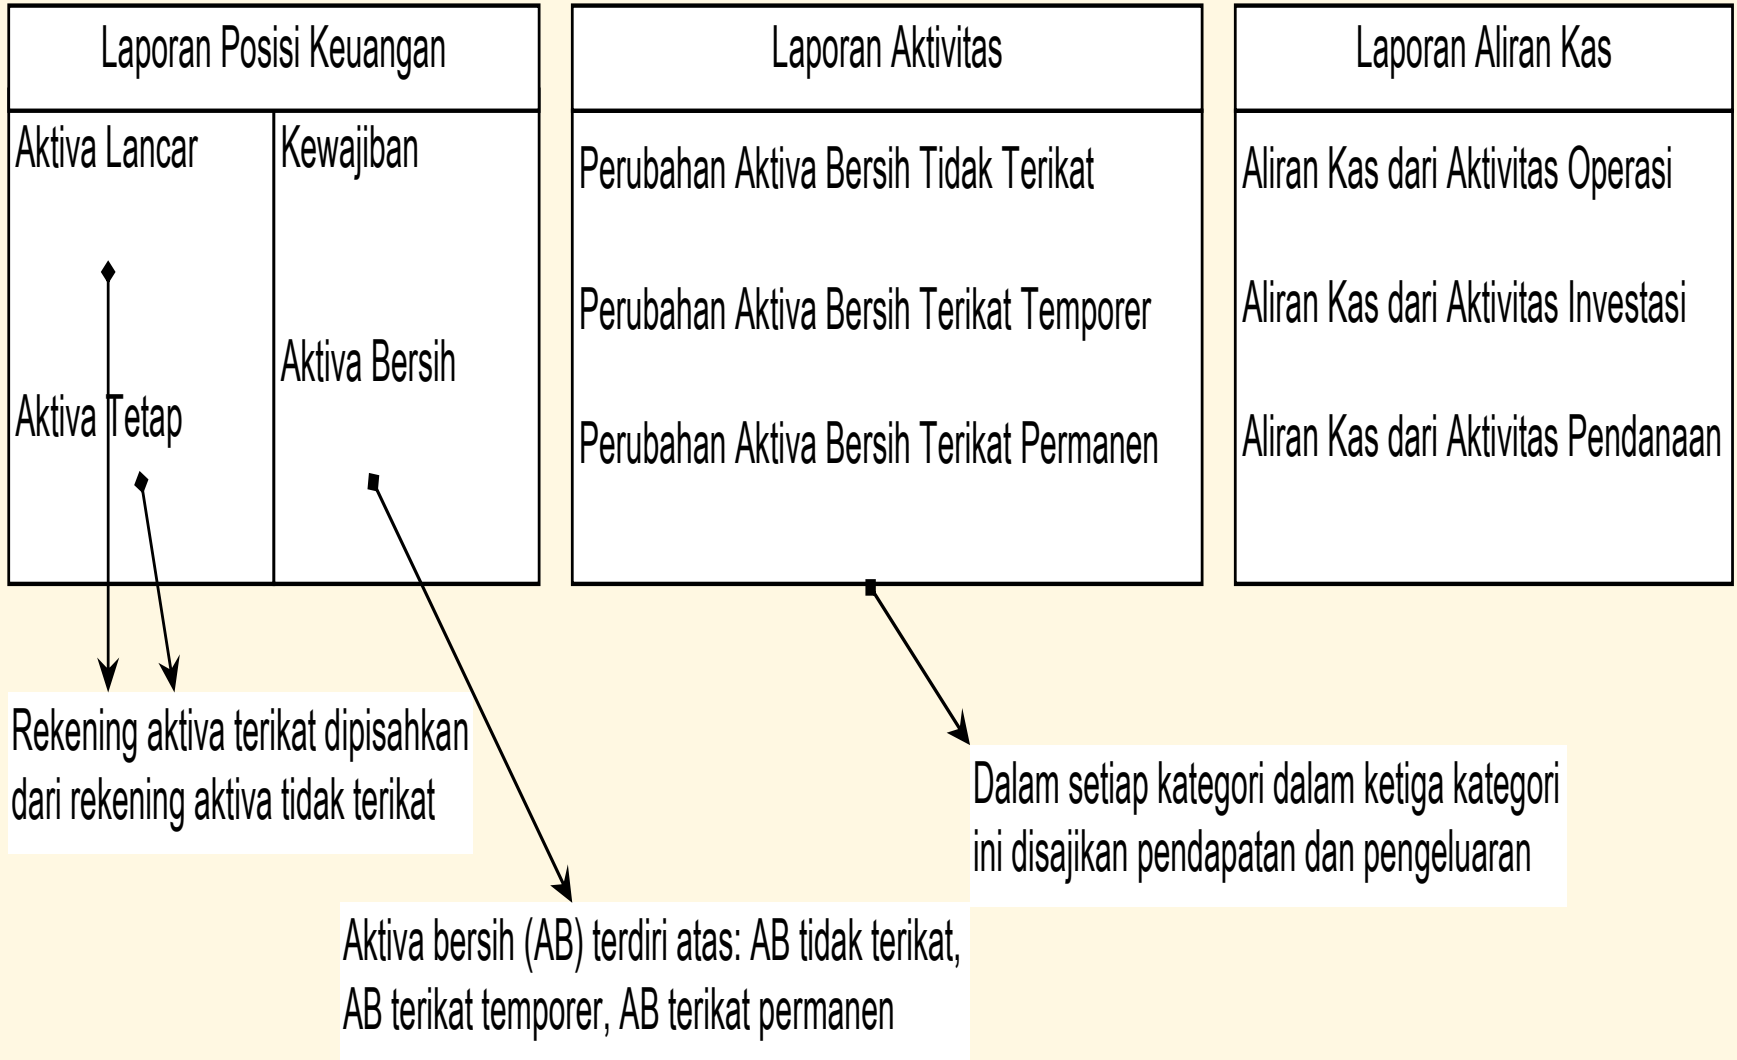 Laporan Posisi Keuangan
Aktiva Lancar
Aktiva Tetap
Kewajiban
Aktiva Bersih
Laporan Aktivitas
Perubahan Aktiva Bersih Tidak Terikat
Perubahan Aktiva Bersih Terikat Temporer
Perubahan Aktiva Bersih Terikat Permanen
Laporan Aliran Kas
Aliran Kas dari Aktivitas Operasi
Aliran Kas dari Aktivitas Investasi
Aliran Kas dari Aktivitas Pendanaan
Rekening aktiva terikat dipisahkan
dari rekening aktiva tidak terikat
Aktiva bersih (AB) terdiri atas: AB tidak terikat,
AB terikat temporer, AB terikat permanen
Dalam setiap kategori dalam ketiga kategori
ini disajikan pendapatan dan pengeluaran